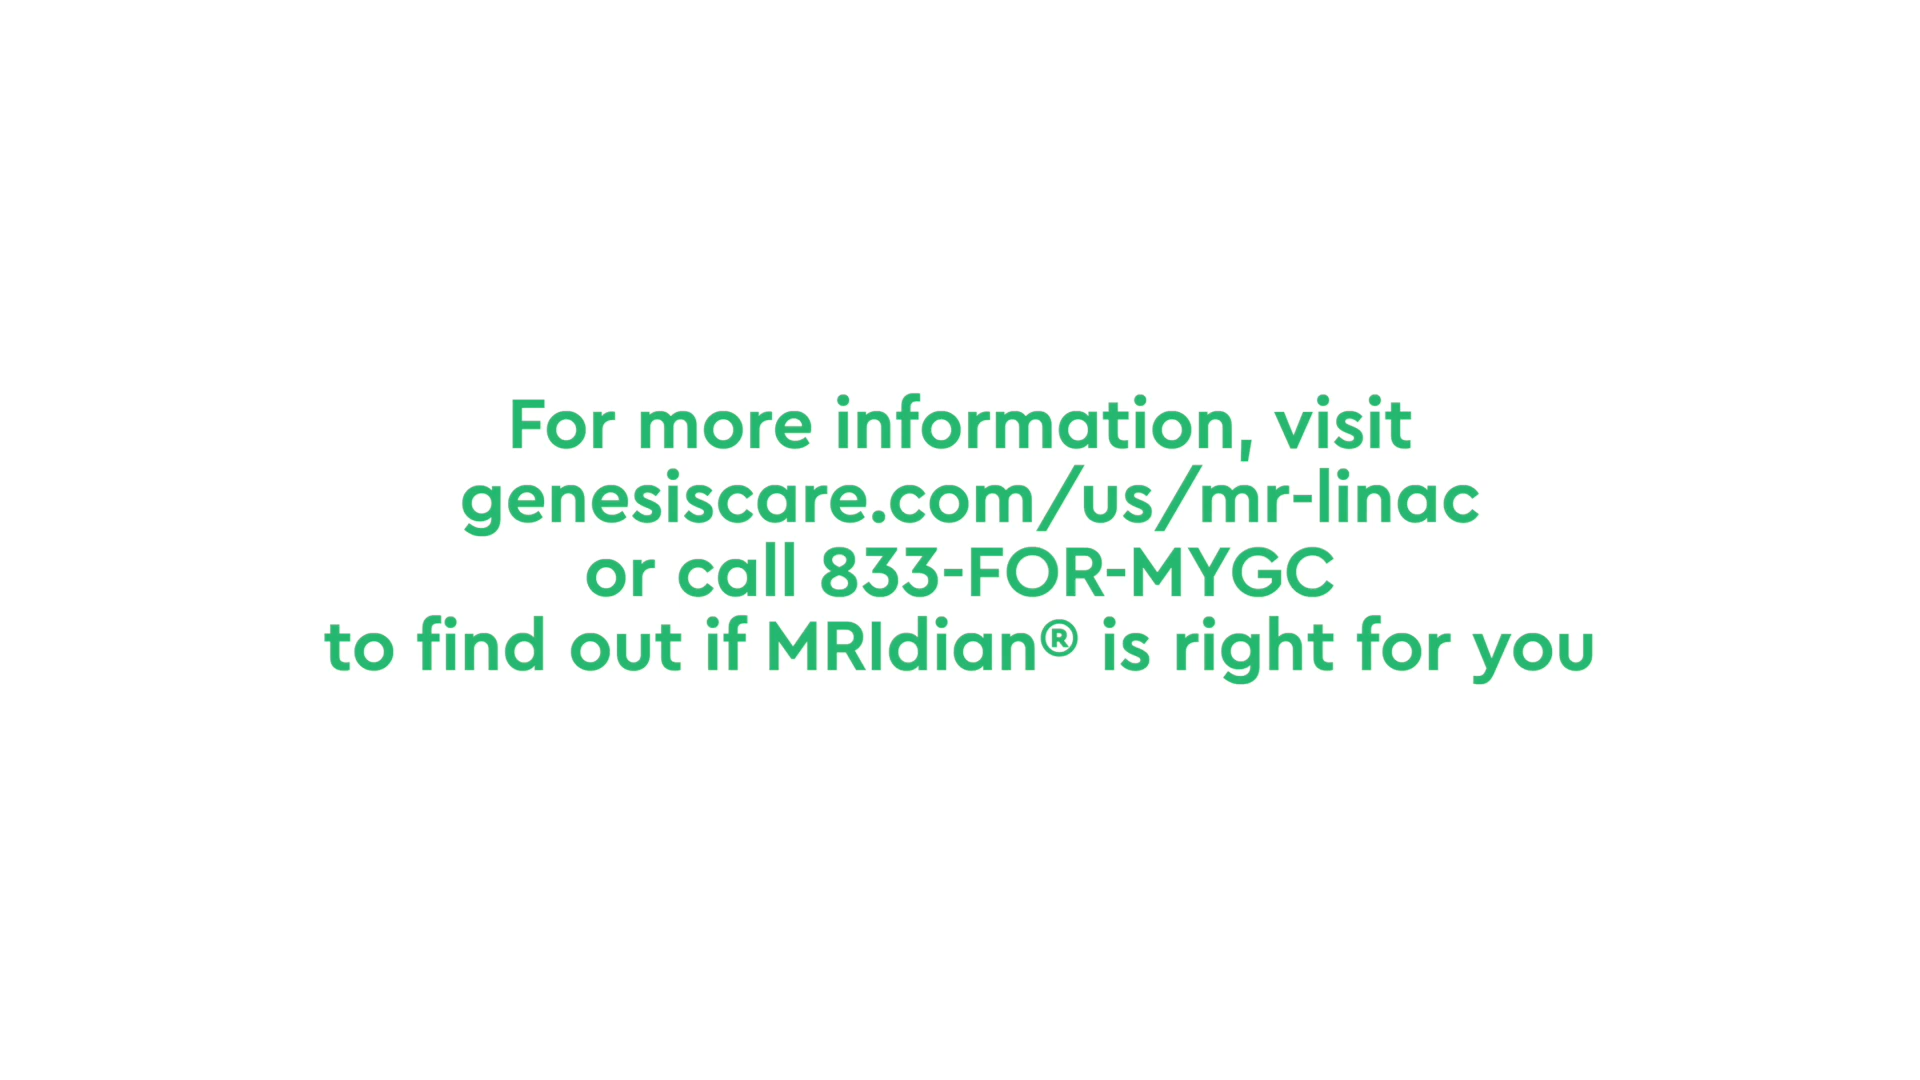 For more information, visit
genesiscare.com/us/mr-linac
or call 833-FOR-MYGC
to find out if MRIdian® is right for you